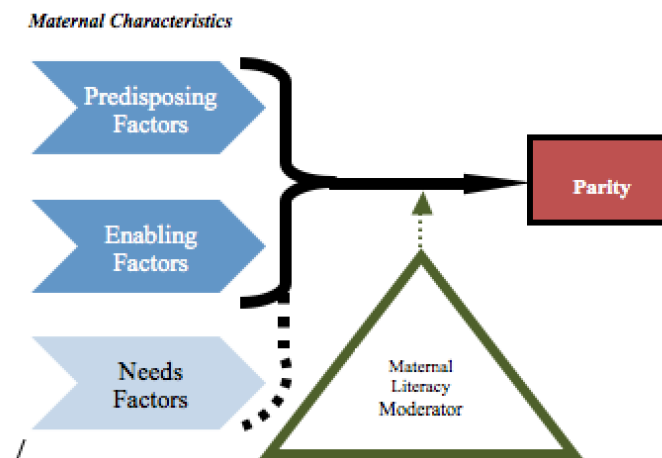 Maternal Characteristics
Predisposing
Factors
Enabling
Factors
Needs
Factors
Parity
Maternal
Literacy
Moderator
/